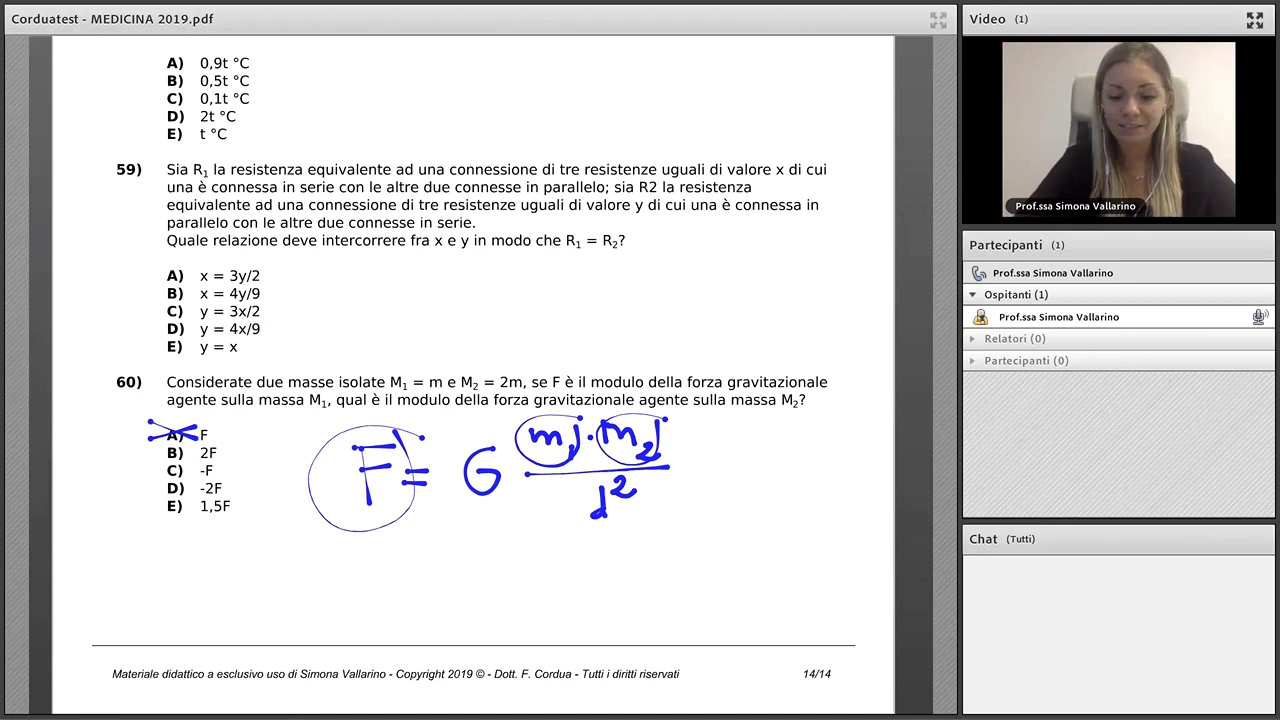 Corduatest - MEDICINA 2019.pdf
A) 0,9t °C
B) 0,5t °C
C) 0,1t °C
D) 2t °C
E) t °C
59) Sia R1 la resistenza equivalente ad una connessione di tre resistenze uguali di valore x di cui
una è connessa in serie con le altre due connesse in parallelo; sia R2 la resistenza
equivalente ad una connessione di tre resistenze uguali di valore y di cui una è connessa in
parallelo con le altre due connesse in serie.
Quale relazione deve intercorrere fra x e y in modo che R1 = R2?
A) x = 3y/2
B) x = 4y/9
C) y = 3x/2
D) y = 4x/9
E) y = x
60) Considerate due masse isolate M1 = m e M2 = 2m, se F è il modulo della forza gravitazionale
agente sulla massa M1, qual è il modulo della forza gravitazionale agente sulla massa M2?
A) F
B) 2F
C) -F
D) -2F
E) 1,5F
F = G m1 · m2 / d²
Materiale didattico a esclusivo uso di Simona Vallarino - Copyright 2019 © - Dott. F. Cordua - Tutti i diritti riservati 14/14
Video (1)
Prof.ssa Simona Vallarino
Partecipanti (1)
Prof.ssa Simona Vallarino
Ospitanti (1)
Prof.ssa Simona Vallarino
Relatori (0)
Partecipanti (0)
Chat (Tutti)